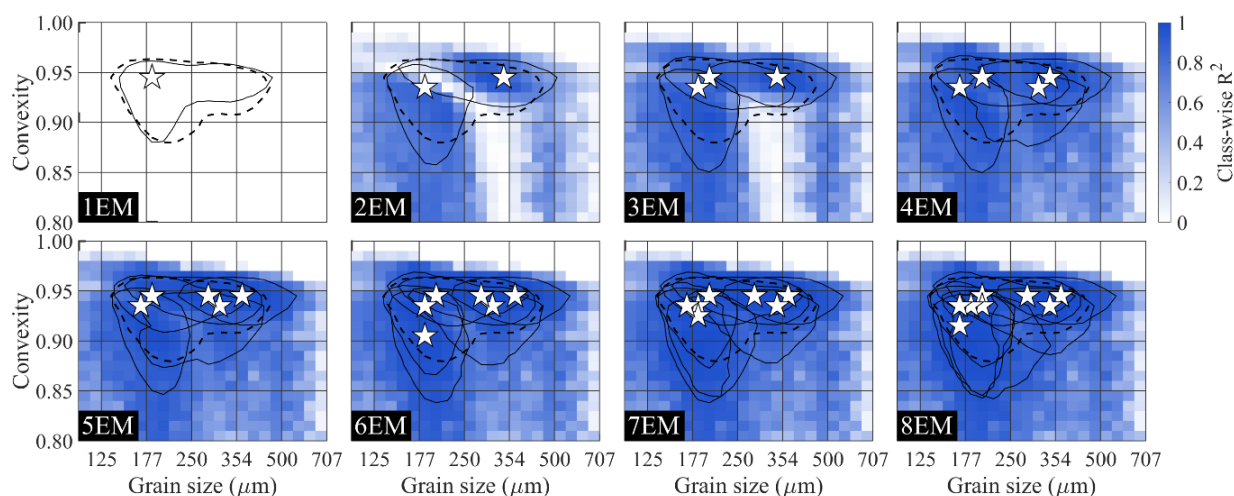 1.00
0.95
0.90
0.85
0.80
Convexity
1EM
2EM
3EM
4EM
1
0.8
0.6
0.4
0.2
0
Class-wise R²
1.00
0.95
0.90
0.85
0.80
Convexity
5EM
6EM
7EM
8EM
125 177 250 354 500 707 125 177 250 354 500 707 125 177 250 354 500 707 125 177 250 354 500 707
Grain size (μm) Grain size (μm) Grain size (μm) Grain size (μm)